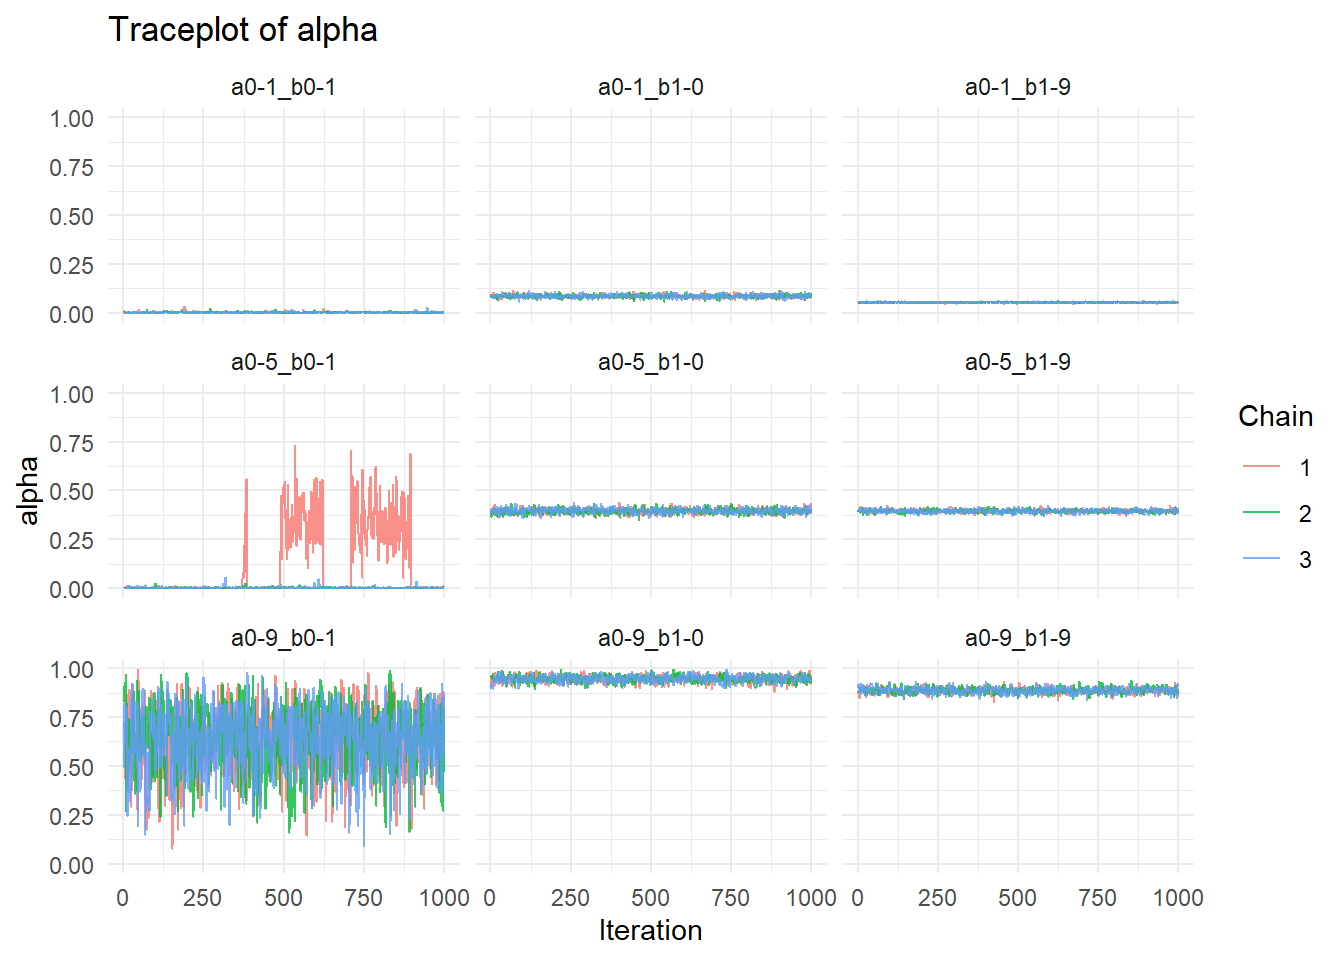 Traceplot of alpha
a0-1_b0-1 a0-1_b1-0 a0-1_b1-9
1.00
0.75
0.50
0.25
0.00
a0-5_b0-1 a0-5_b1-0 a0-5_b1-9
1.00
0.75
0.50
0.25
0.00
alpha
a0-9_b0-1 a0-9_b1-0 a0-9_b1-9
1.00
0.75
0.50
0.25
0.00
0 250 500 750 1000 0 250 500 750 1000 0 250 500 750 1000
Iteration
Chain
1
2
3